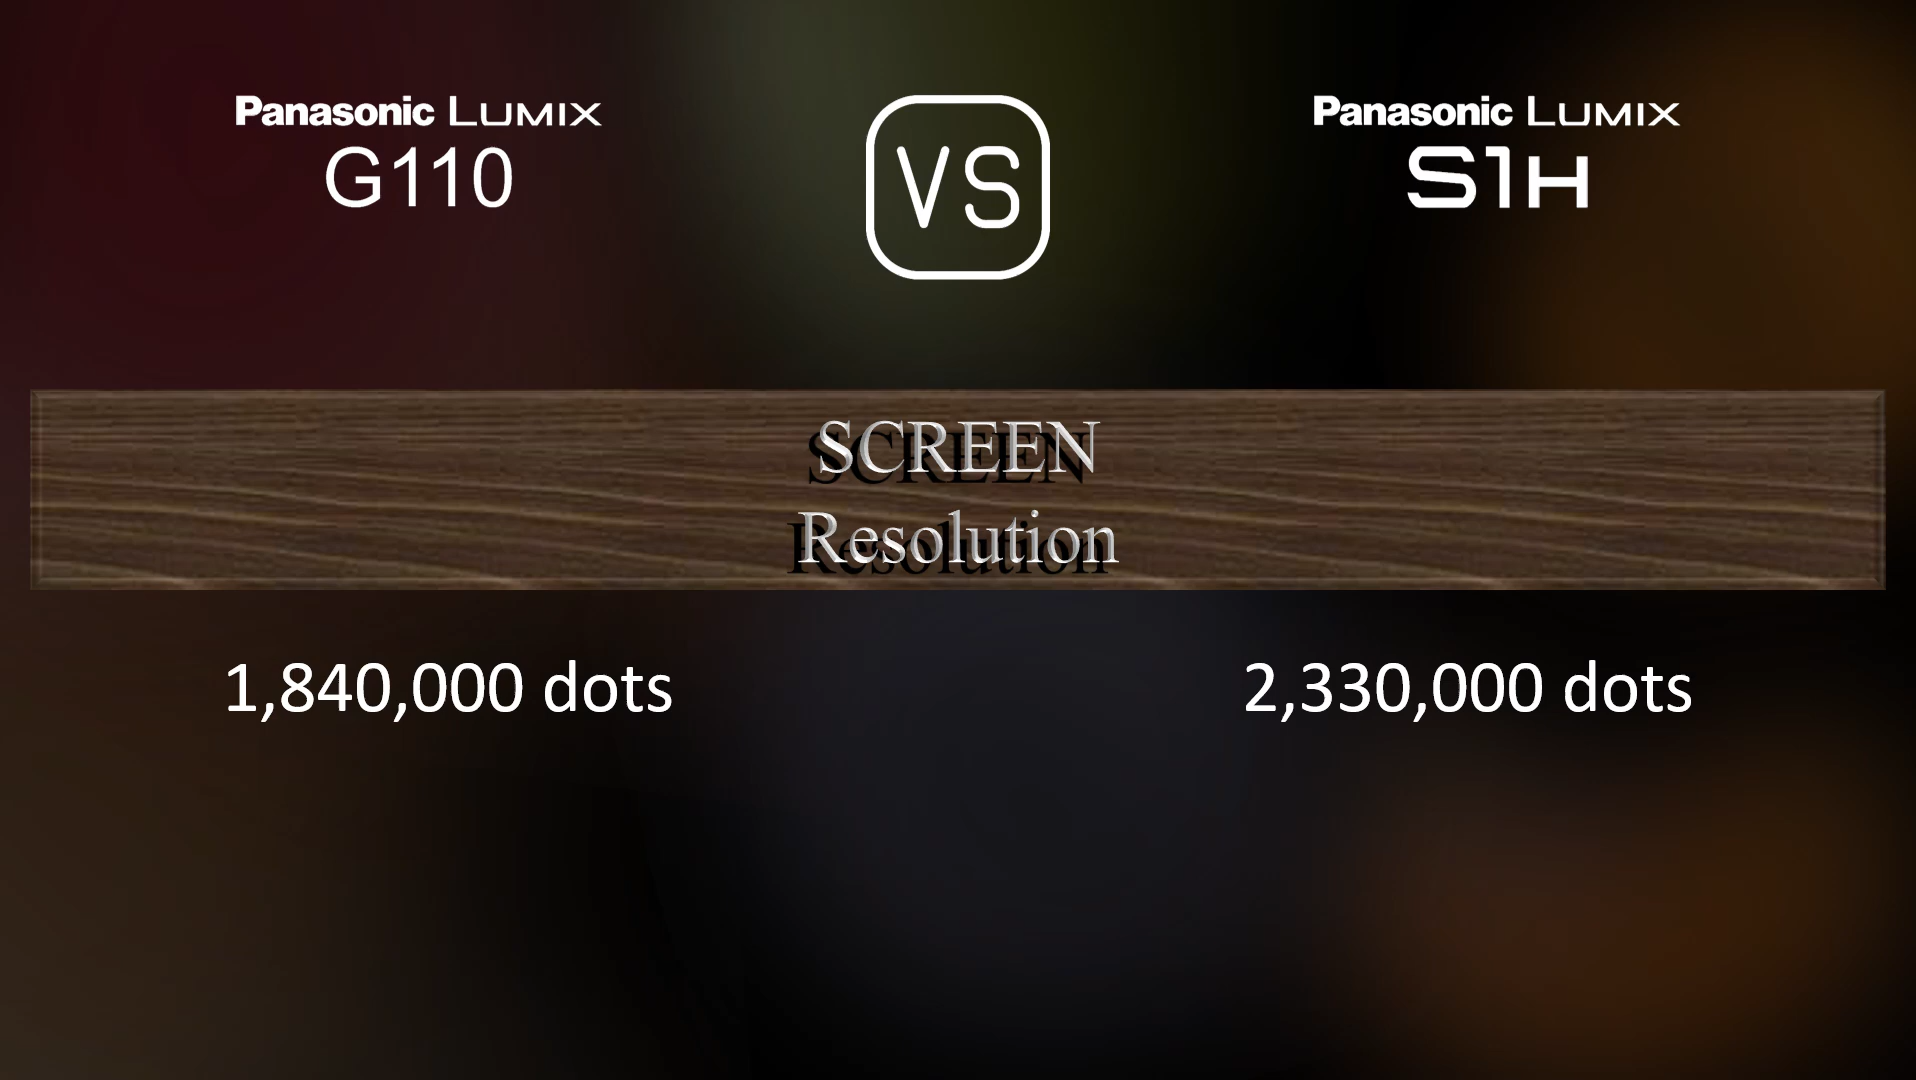 Panasonic LUMIX
G110
VS
Panasonic LUMIX
S1H
SCREEN
Resolution
1,840,000 dots
2,330,000 dots